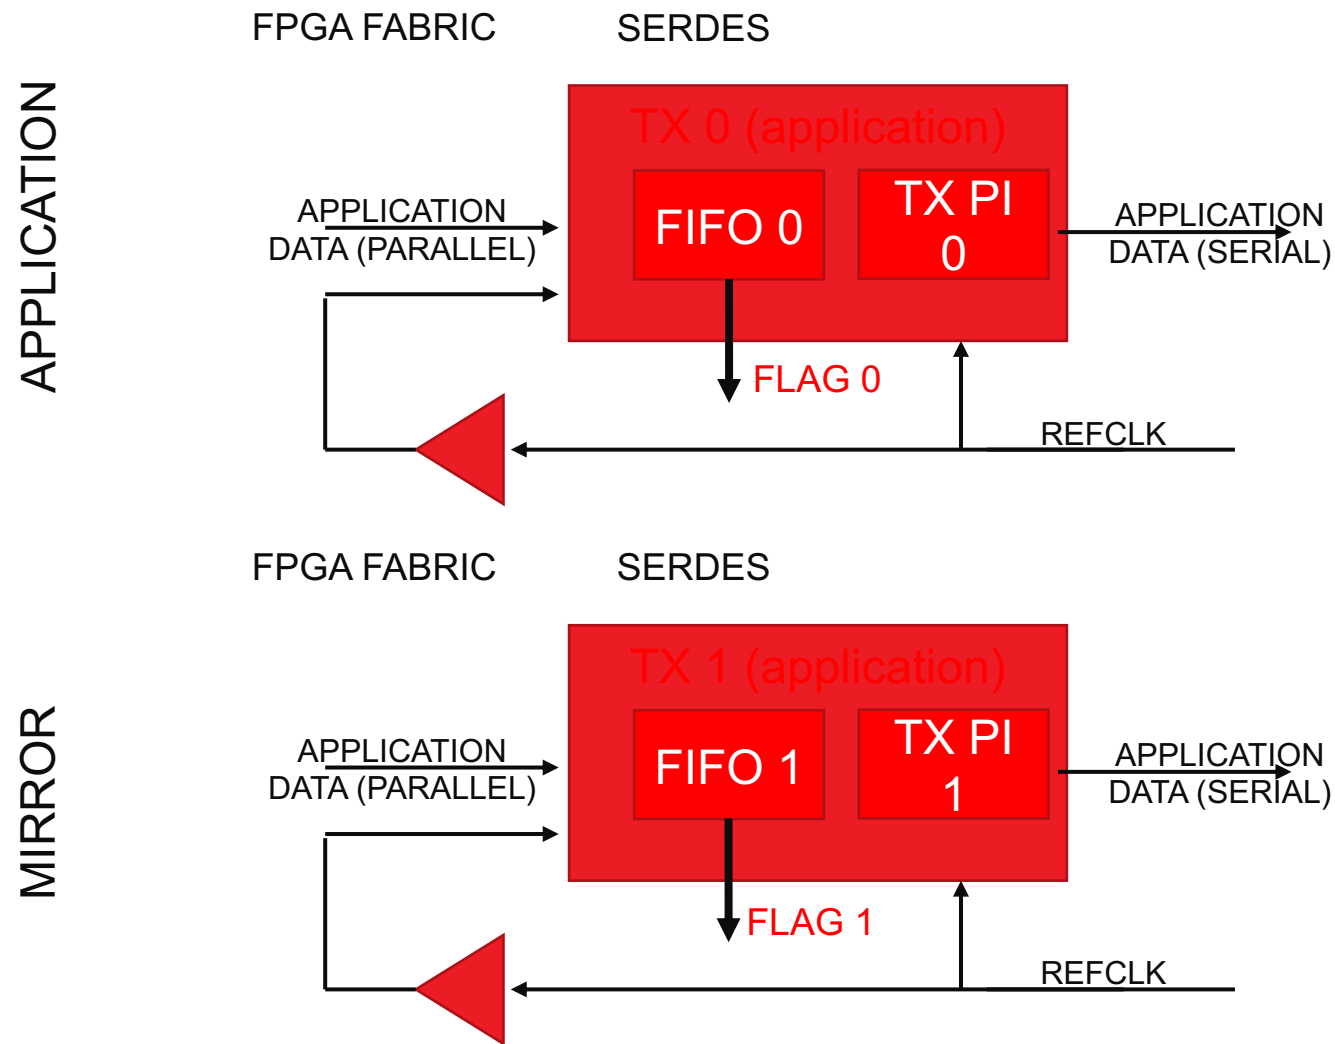 FPGA FABRIC
SERDES
APPLICATION
TX 0 (application)
APPLICATION
DATA (PARALLEL)
FIFO 0
TX PI
0
APPLICATION
DATA (SERIAL)
FLAG 0
REFCLK
FPGA FABRIC
SERDES
MIRROR
TX 1 (application)
APPLICATION
DATA (PARALLEL)
FIFO 1
TX PI
1
APPLICATION
DATA (SERIAL)
FLAG 1
REFCLK